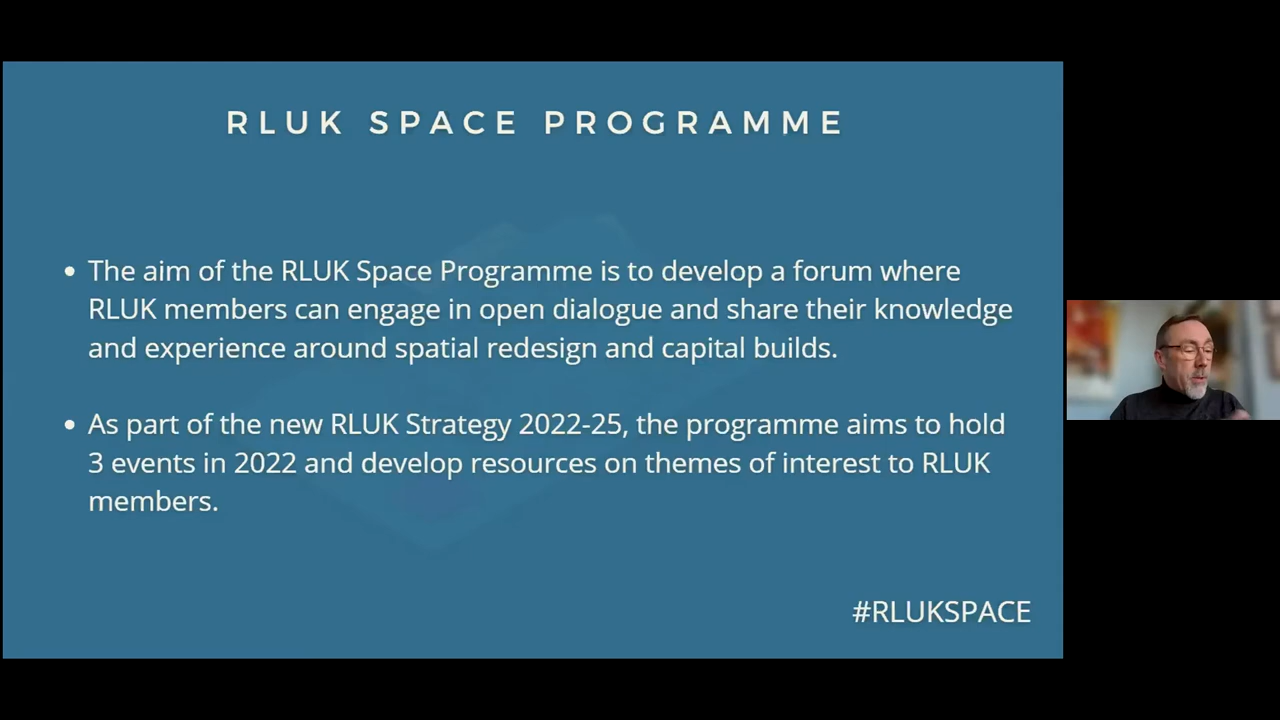 RLUK SPACE PROGRAMME
• The aim of the RLUK Space Programme is to develop a forum where
RLUK members can engage in open dialogue and share their knowledge
and experience around spatial redesign and capital builds.
• As part of the new RLUK Strategy 2022-25, the programme aims to hold
3 events in 2022 and develop resources on themes of interest to RLUK
members.
#RLUKSPACE